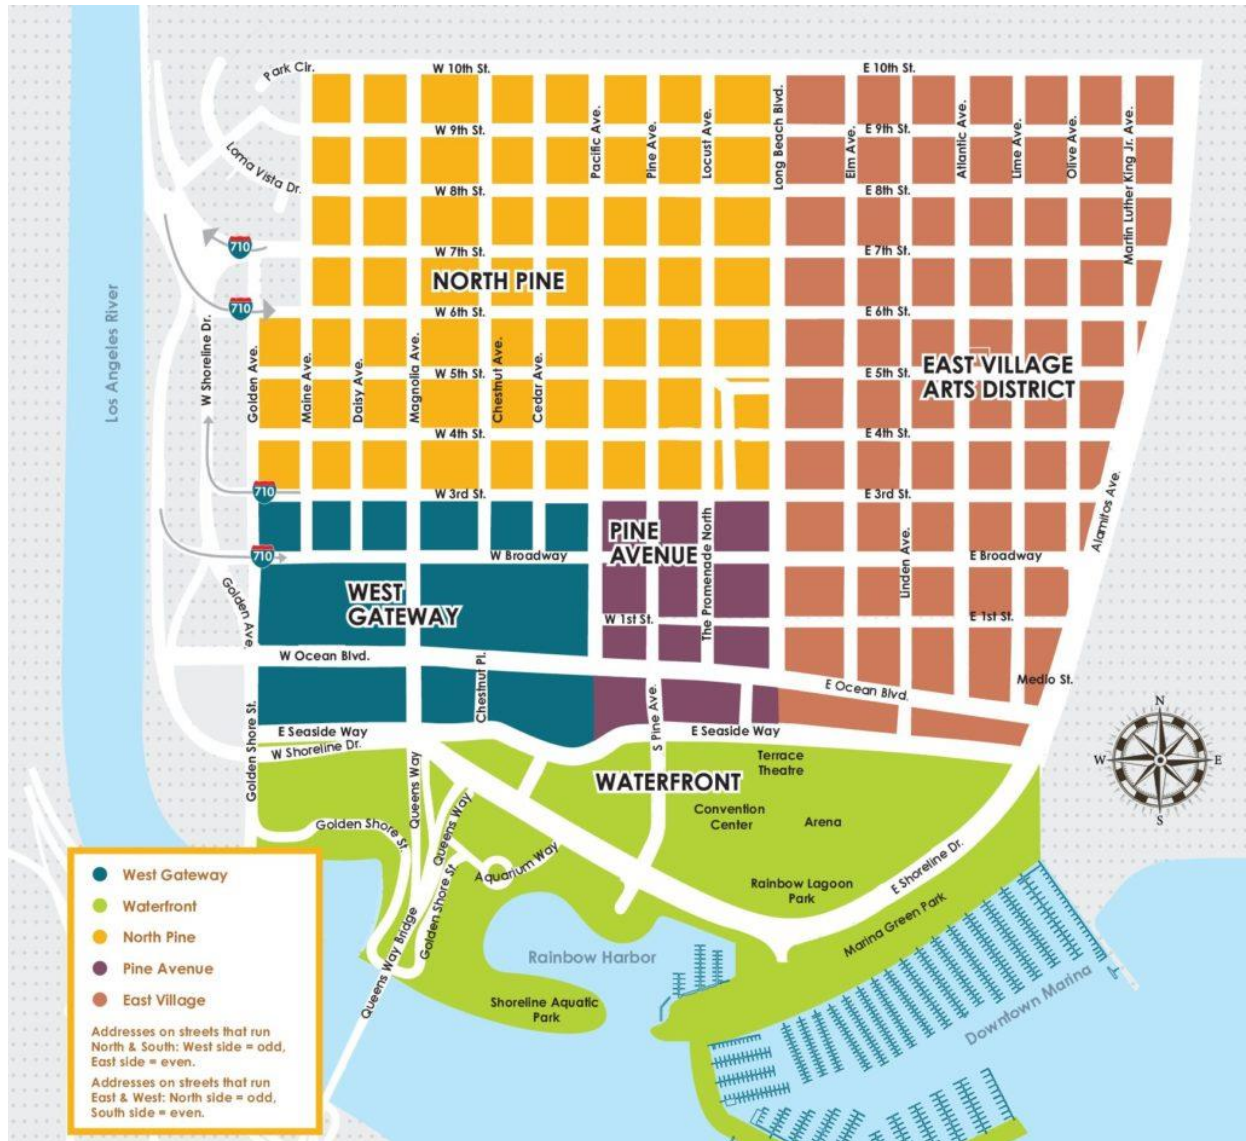 Park Cir.
W 10th St.
E 10th St.
W 9th St.
E 9th St.
Pacific Ave.
Pine Ave.
Locust Ave.
Long Beach Blvd.
Elm Ave.
Atlantic Ave.
Lime Ave.
Olive Ave.
Martin Luther King Jr. Ave.
Loma Vista Dr.
W 8th St.
E 8th St.
710
W 7th St.
E 7th St.
NORTH PINE
710
W 6th St.
E 6th St.
Los Angeles River
W Shoreline Dr.
Golden Ave.
Maine Ave.
Daisy Ave.
Magnolia Ave.
Chestnut Ave.
Cedar Ave.
W 5th St.
E 5th St.
EAST VILLAGE
ARTS DISTRICT
W 4th St.
E 4th St.
710
W 3rd St.
E 3rd St.
Alamitos Ave.
PINE
AVENUE
The Promenade North
Linden Ave.
710
W Broadway
E Broadway
Golden Ave.
WEST
GATEWAY
W 1st St.
E 1st St.
W Ocean Blvd.
Chestnut Pl.
E Ocean Blvd.
Medio St.
Golden Shore St.
E Seaside Way
S Pine Ave.
E Seaside Way
W Shoreline Dr.
N
W
E
S
Queens Way
Queens Way
WATERFRONT
Terrace
Theatre
Convention
Center
Arena
Golden Shore St.
Golden Shore St.
Aquarium Way
Rainbow Lagoon
Park
E Shoreline Dr.
Marina Green Park
Queens Way Bridge
Rainbow Harbor
Shoreline Aquatic
Park
Downtown Marina
West Gateway
Waterfront
North Pine
Pine Avenue
East Village
Addresses on streets that run
North & South: West side = odd,
East side = even.
Addresses on streets that run
East & West: North side = odd,
South side = even.